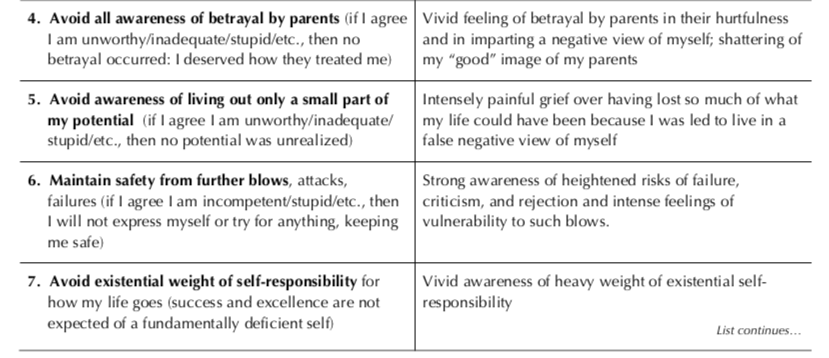 4. Avoid all awareness of betrayal by parents (if I agree
I am unworthy/inadequate/stupid/etc., then no
betrayal occurred: I deserved how they treated me)
Vivid feeling of betrayal by parents in their hurtfulness
and in imparting a negative view of myself; shattering of
my “good” image of my parents
5. Avoid awareness of living out only a small part of
my potential (if I agree I am unworthy/inadequate/
stupid/etc., then no potential was unrealized)
Intensely painful grief over having lost so much of what
my life could have been because I was led to live in a
false negative view of myself
6. Maintain safety from further blows, attacks,
failures (if I agree I am incompetent/stupid/etc., then
I will not express myself or try for anything, keeping
me safe)
Strong awareness of heightened risks of failure,
criticism, and rejection and intense feelings of
vulnerability to such blows.
7. Avoid existential weight of self-responsibility for
how my life goes (success and excellence are not
expected of a fundamentally deficient self)
Vivid awareness of heavy weight of existential self-
responsibility
List continues...